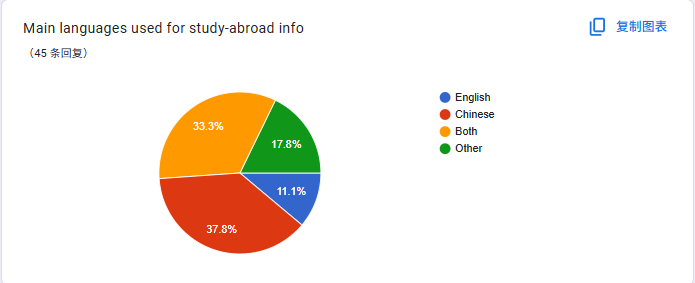 Main languages used for study-abroad info
复制图表
（45 条回复）
English
Chinese
Both
Other
33.3%
17.8%
11.1%
37.8%